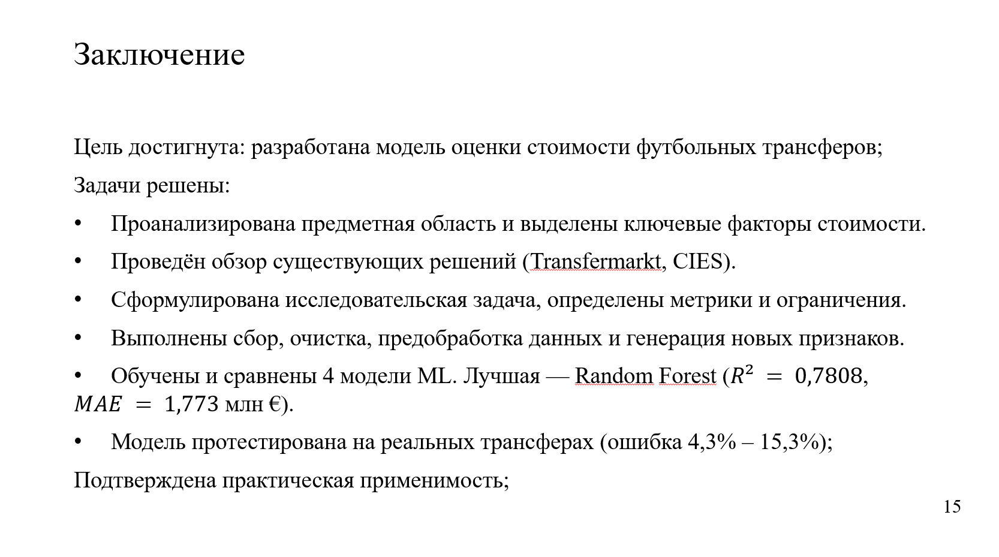 Заключение
Цель достигнута: разработана модель оценки стоимости футбольных трансферов;
Задачи решены:
• Проанализирована предметная область и выделены ключевые факторы стоимости.
• Проведён обзор существующих решений (Transfermarkt, CIES).
• Сформулирована исследовательская задача, определены метрики и ограничения.
• Выполнены сбор, очистка, предобработка данных и генерация новых признаков.
• Обучены и сравнены 4 модели ML. Лучшая — Random Forest (R² = 0,7808,
MAE = 1,773 млн €).
• Модель протестирована на реальных трансферах (ошибка 4,3% – 15,3%);
Подтверждена практическая применимость;
15